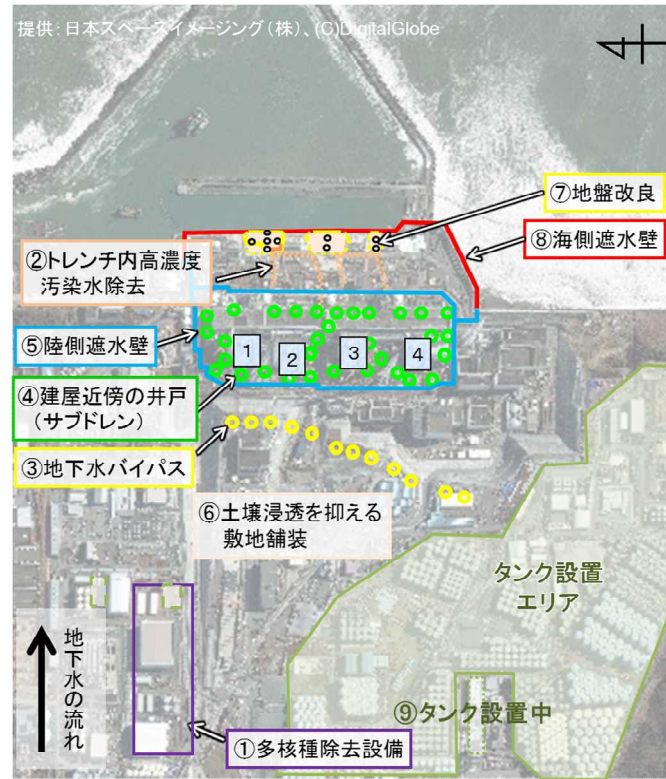 提供：日本スペースイメージング（株）、(C)DigitalGlobe
⑦地盤改良
⑧海側遮水壁
②トレンチ内高濃度
汚染水除去
⑤陸側遮水壁
1
2
3
4
④建屋近傍の井戸
（サブドレン）
③地下水バイパス
⑥土壌浸透を抑える
敷地舗装
タンク設置
エリア
地下水の流れ
⑨タンク設置中
①多核種除去設備